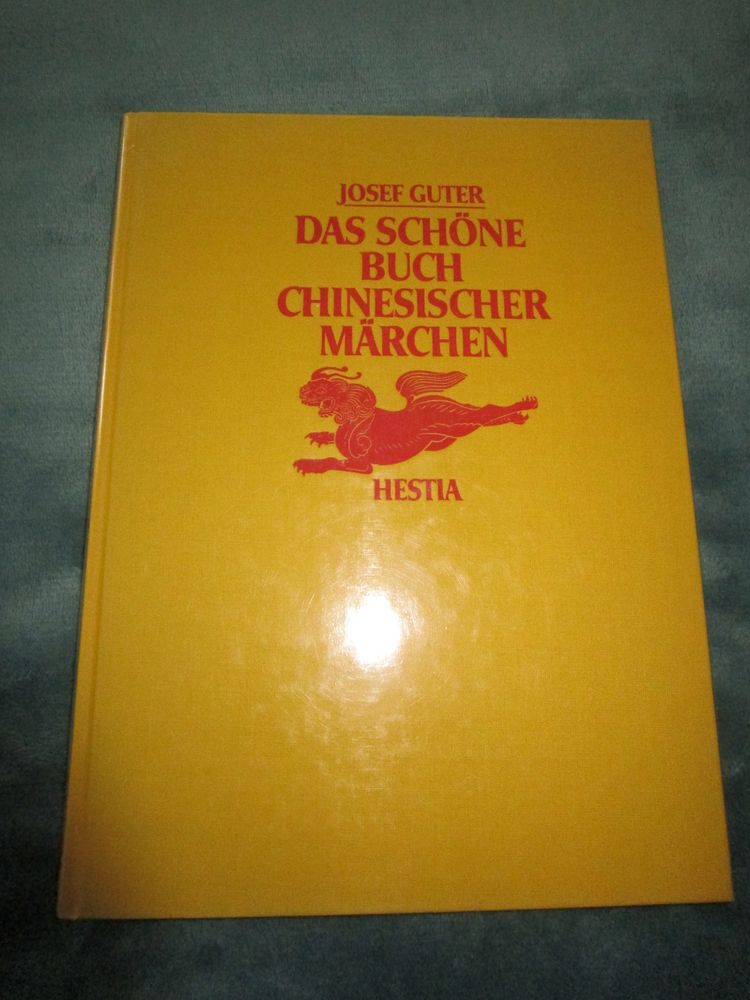 JOSEF GUTER
DAS SCHÖNE
BUCH
CHINESISCHER
MÄRCHEN
HESTIA